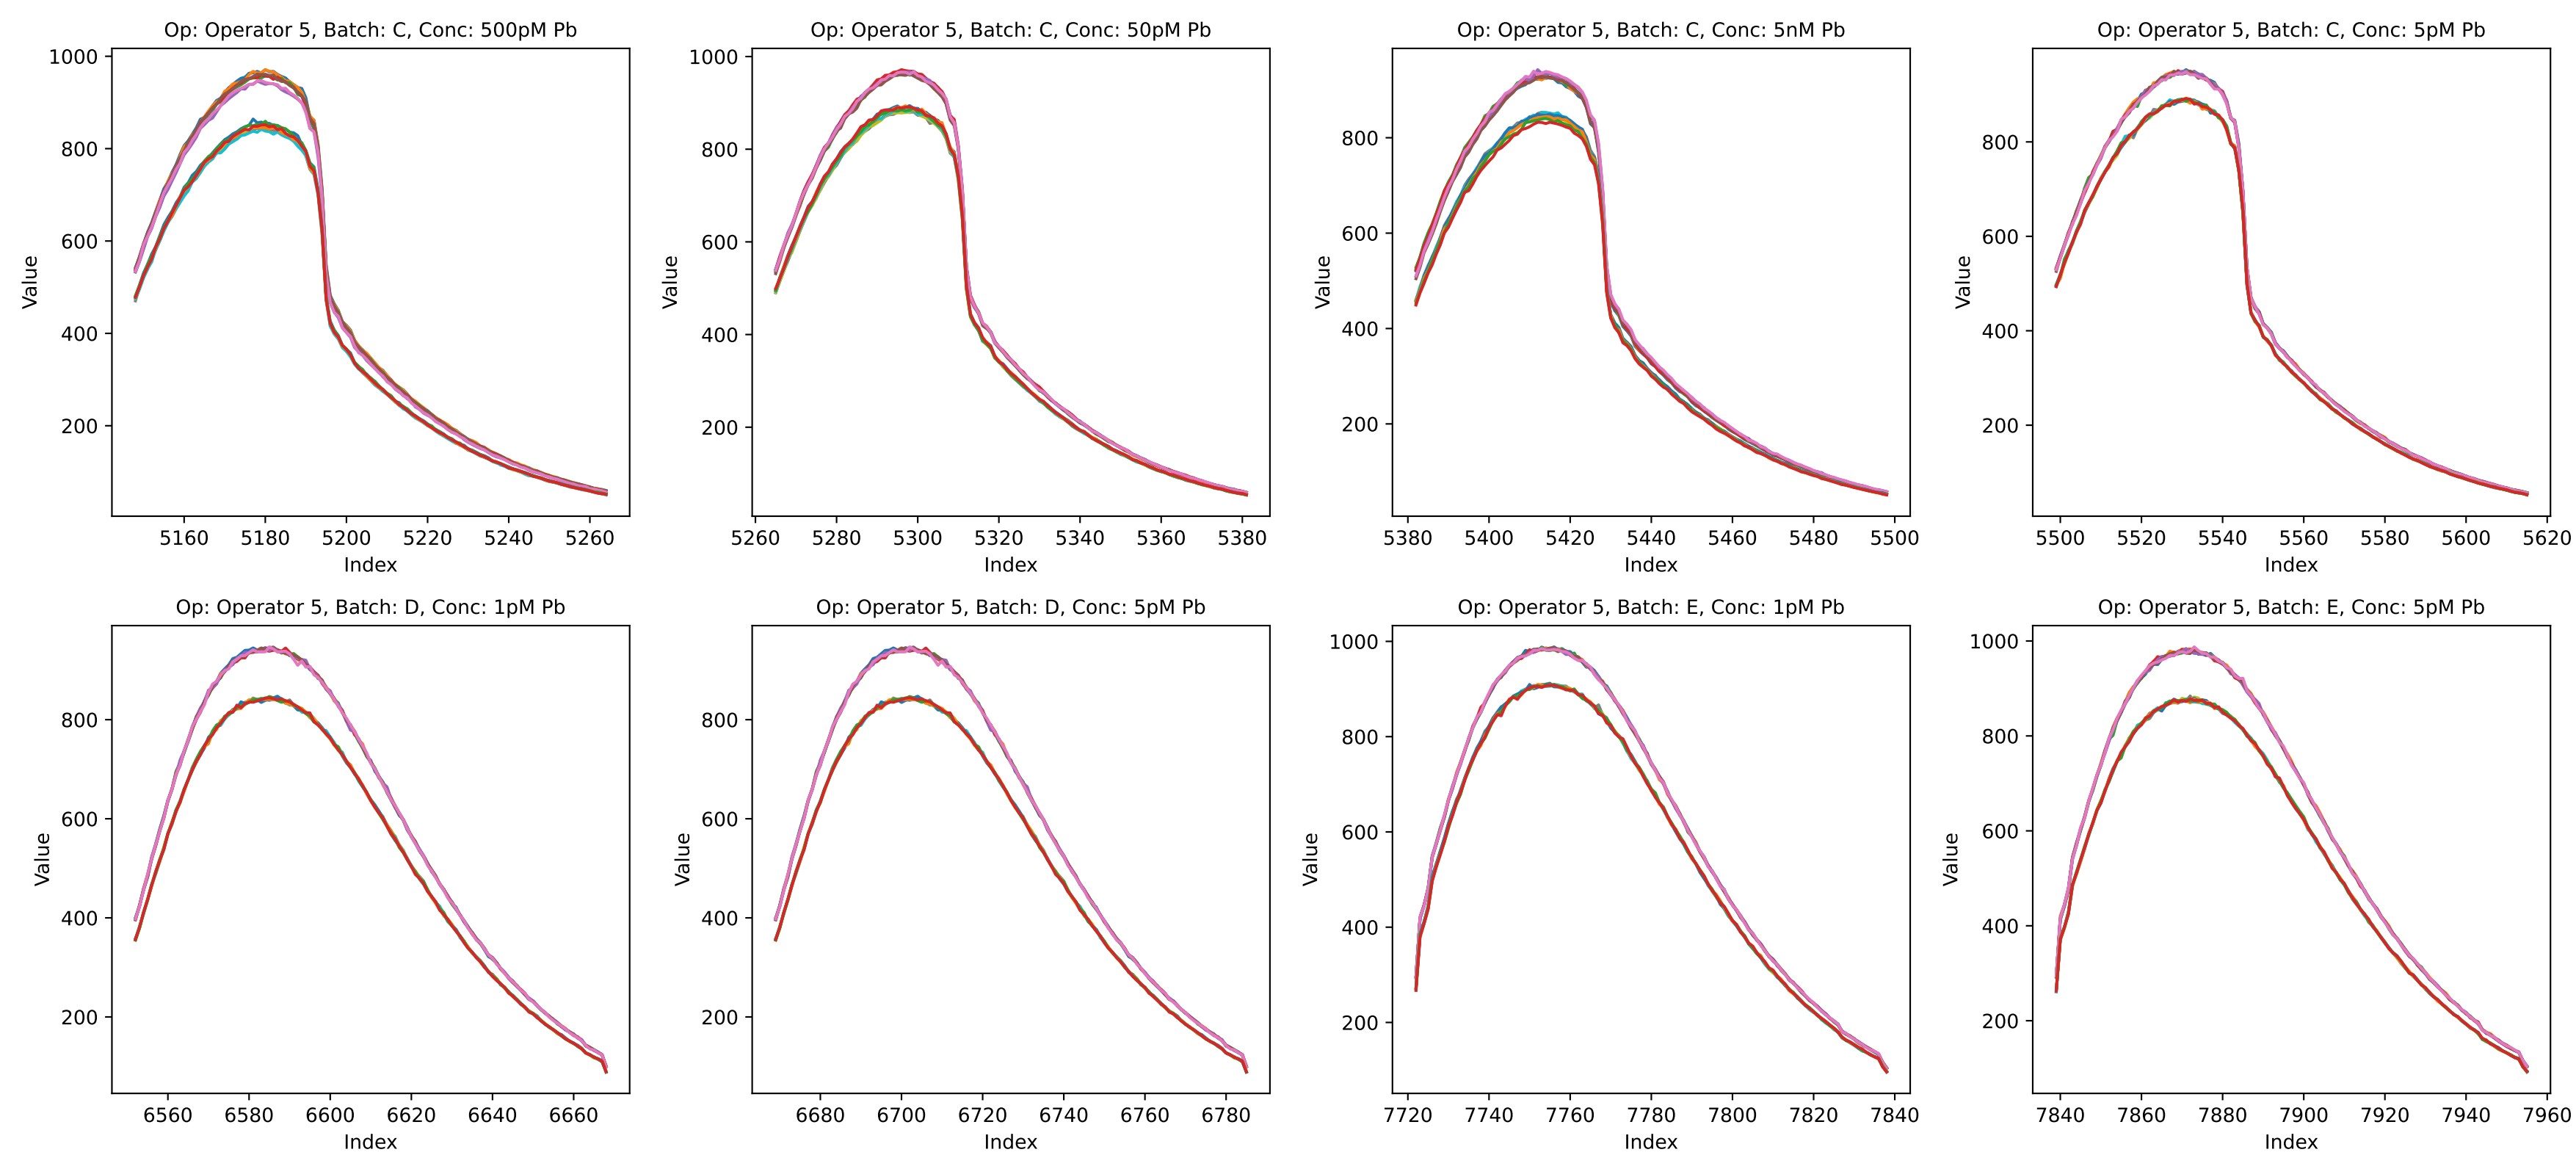 Op: Operator 5, Batch: C, Conc: 500pM Pb
1000
800
600
400
200
Value
5160 5180 5200 5220 5240 5260
Index
Op: Operator 5, Batch: C, Conc: 50pM Pb
1000
800
600
400
200
Value
5260 5280 5300 5320 5340 5360 5380
Index
Op: Operator 5, Batch: C, Conc: 5nM Pb
800
600
400
200
Value
5380 5400 5420 5440 5460 5480 5500
Index
Op: Operator 5, Batch: C, Conc: 5pM Pb
800
600
400
200
Value
5500 5520 5540 5560 5580 5600 5620
Index
Op: Operator 5, Batch: D, Conc: 1pM Pb
800
600
400
200
Value
6560 6580 6600 6620 6640 6660
Index
Op: Operator 5, Batch: D, Conc: 5pM Pb
800
600
400
200
Value
6680 6700 6720 6740 6760 6780
Index
Op: Operator 5, Batch: E, Conc: 1pM Pb
1000
800
600
400
200
Value
7720 7740 7760 7780 7800 7820 7840
Index
Op: Operator 5, Batch: E, Conc: 5pM Pb
1000
800
600
400
200
Value
7840 7860 7880 7900 7920 7940 7960
Index